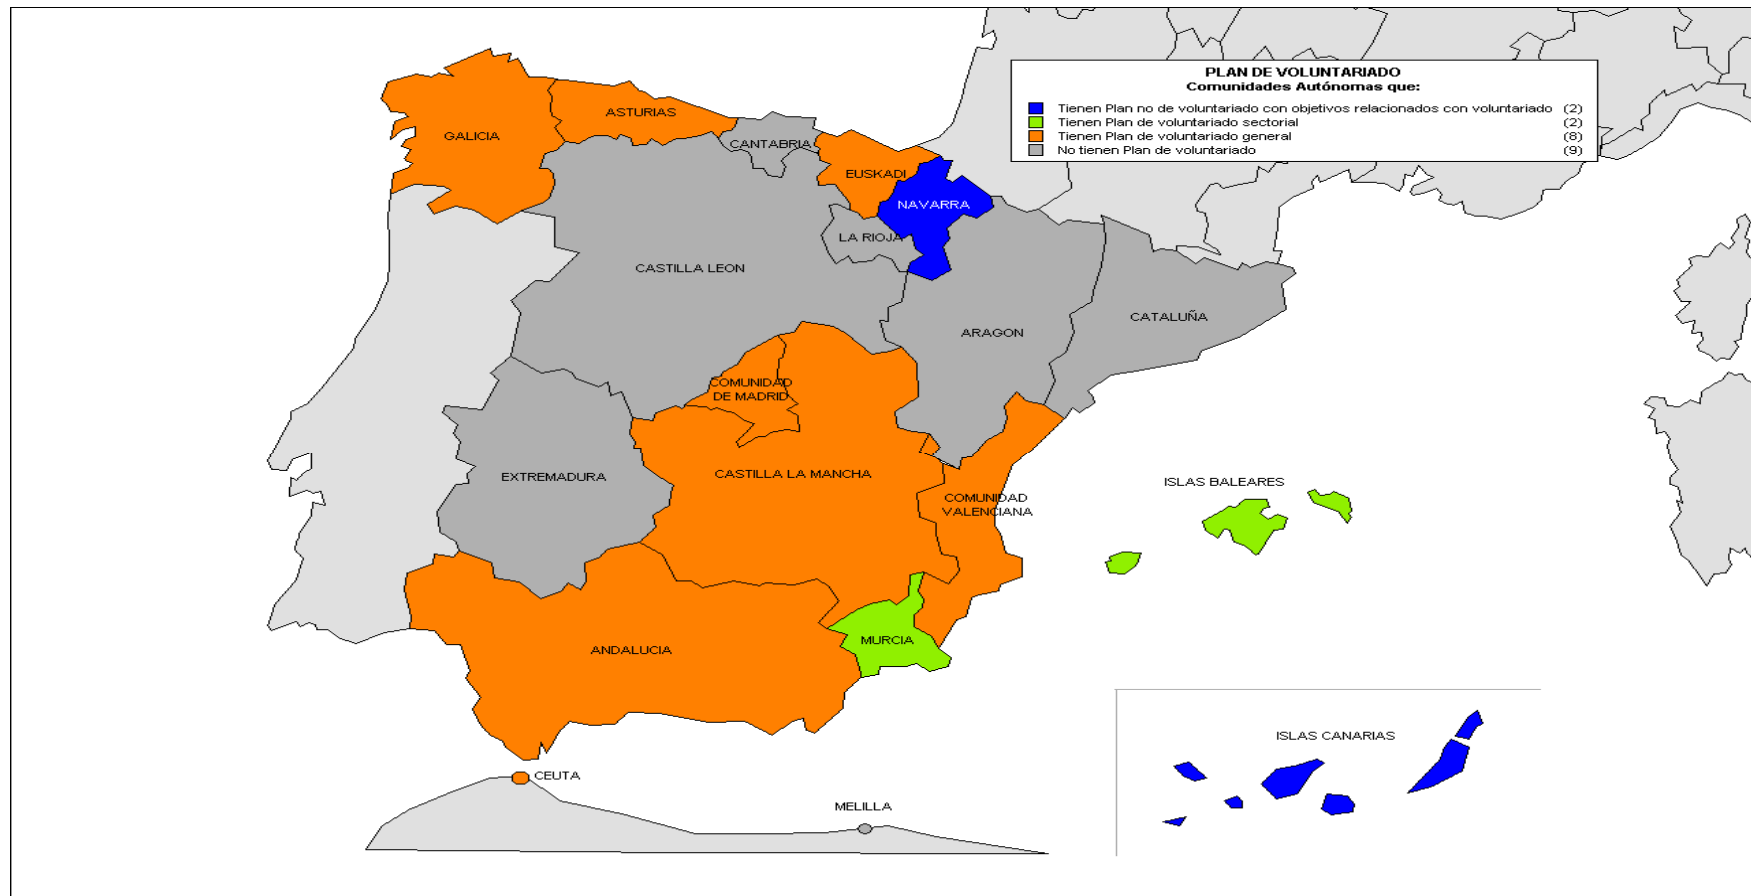 PLAN DE VOLUNTARIADO
Comunidades Autónomas que:
Tienen Plan no de voluntariado con objetivos relacionados con voluntariado (2)
Tienen Plan de voluntariado sectorial (2)
Tienen Plan de voluntariado general (8)
No tienen Plan de voluntariado (9)
ASTURIAS
GALICIA
CANTABRIA
EUSKADI
NAVARRA
LA RIOJA
CASTILLA LEON
CATALUÑA
ARAGON
COMUNIDAD
DE MADRID
EXTREMADURA
CASTILLA LA MANCHA
ISLAS BALEARES
COMUNIDAD
VALENCIANA
MURCIA
ANDALUCIA
ISLAS CANARIAS
CEUTA
MELILLA